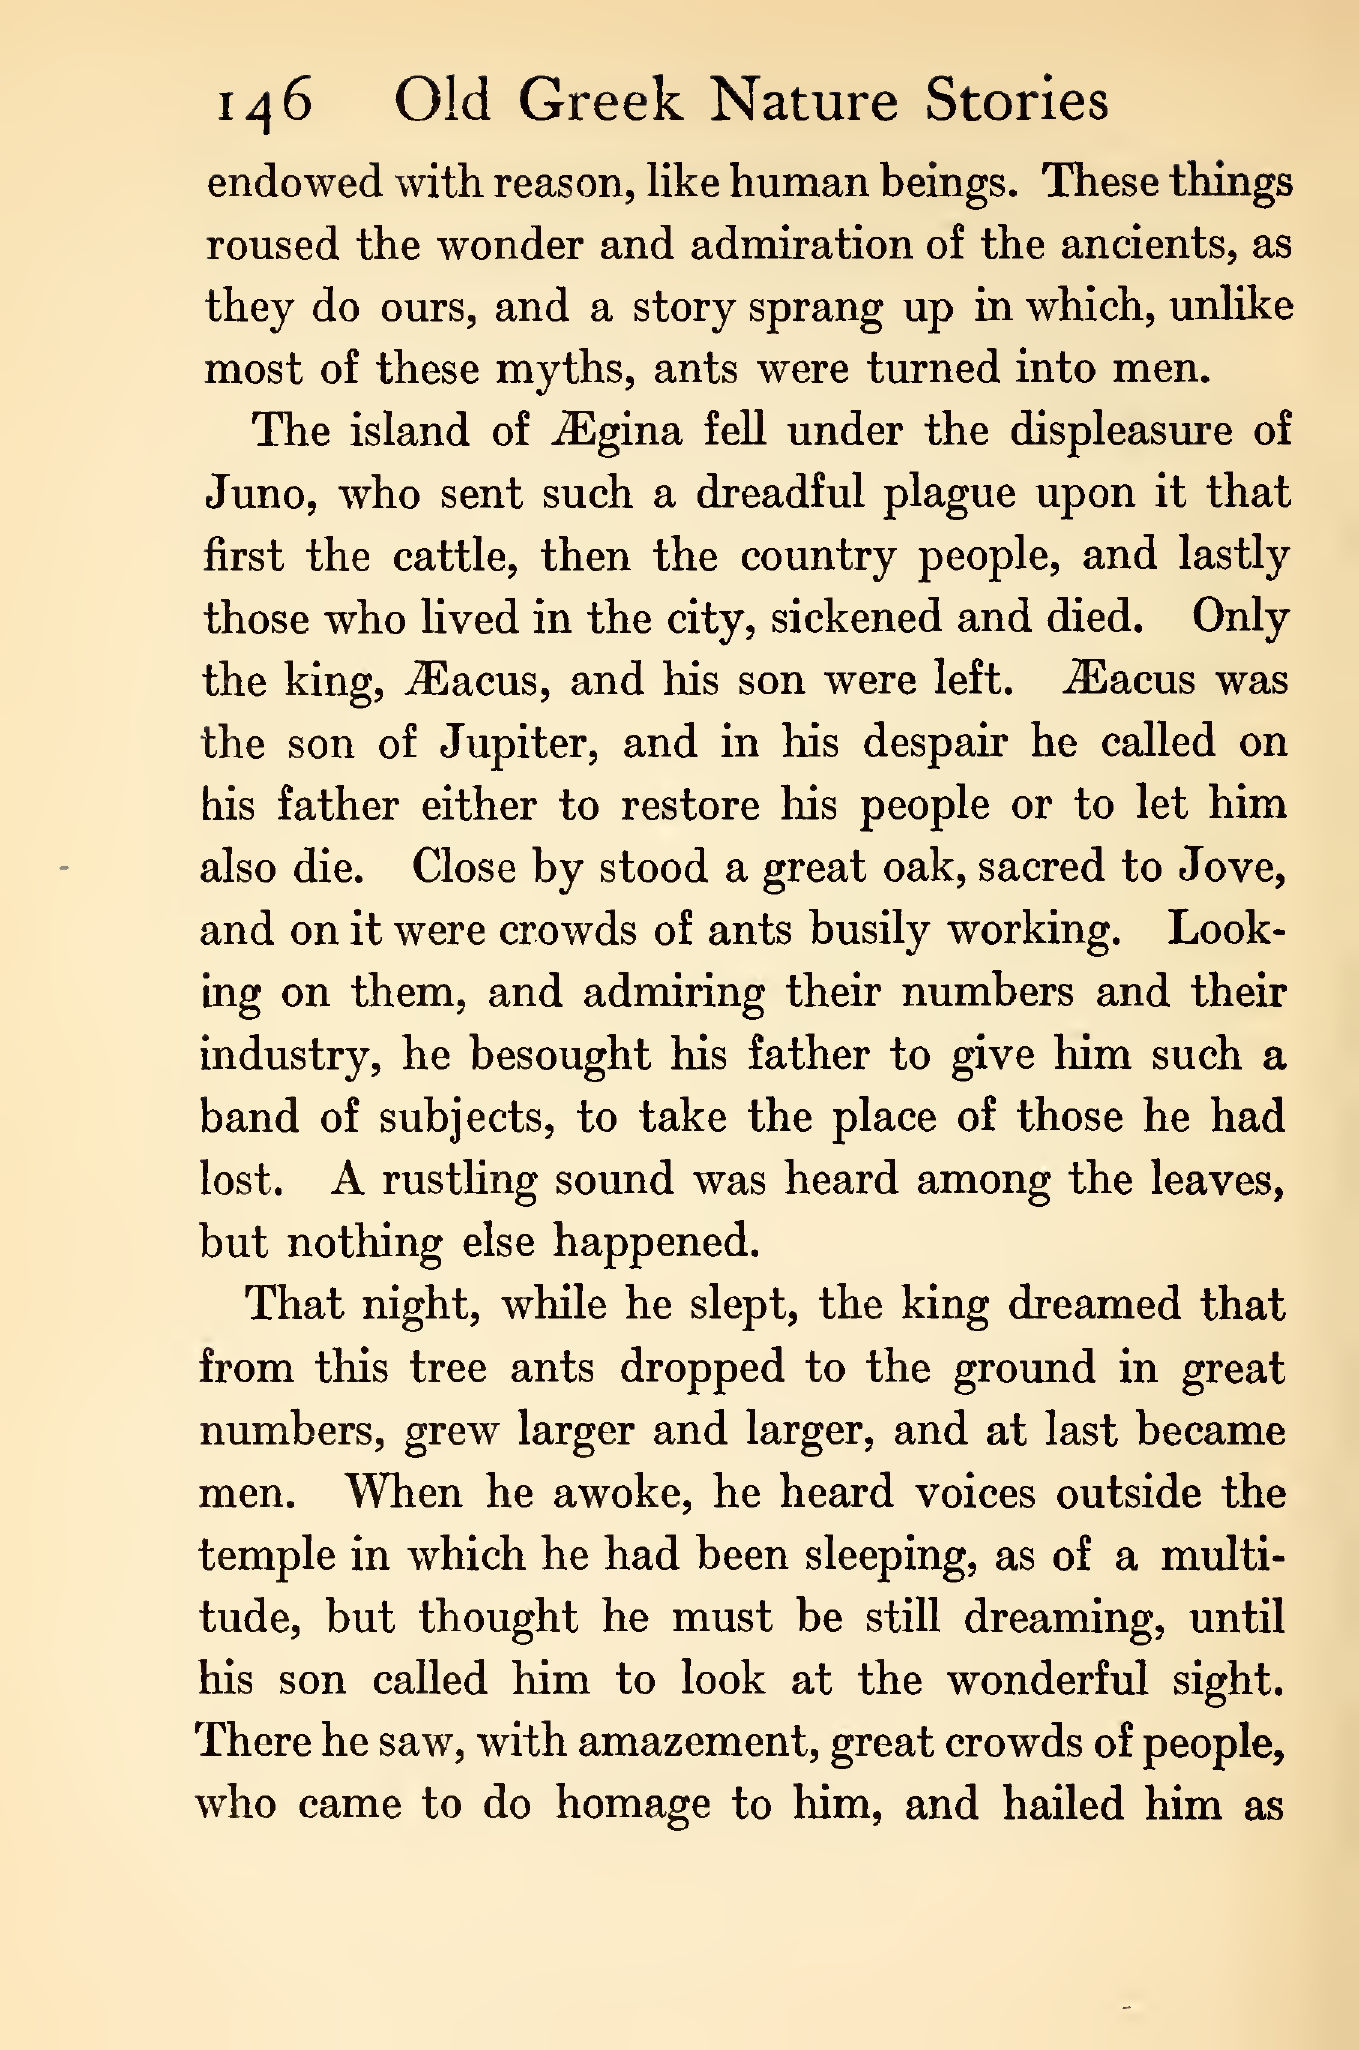 146 Old Greek Nature Stories
endowed with reason, like human beings. These things
roused the wonder and admiration of the ancients, as
they do ours, and a story sprang up in which, unlike
most of these myths, ants were turned into men.
The island of Ægina fell under the displeasure of
Juno, who sent such a dreadful plague upon it that
first the cattle, then the country people, and lastly
those who lived in the city, sickened and died. Only
the king, Æacus, and his son were left. Æacus was
the son of Jupiter, and in his despair he called on
his father either to restore his people or to let him
also die. Close by stood a great oak, sacred to Jove,
and on it were crowds of ants busily working. Look-
ing on them, and admiring their numbers and their
industry, he besought his father to give him such a
band of subjects, to take the place of those he had
lost. A rustling sound was heard among the leaves,
but nothing else happened.
That night, while he slept, the king dreamed that
from this tree ants dropped to the ground in great
numbers, grew larger and larger, and at last became
men. When he awoke, he heard voices outside the
temple in which he had been sleeping, as of a multi-
tude, but thought he must be still dreaming, until
his son called him to look at the wonderful sight.
There he saw, with amazement, great crowds of people,
who came to do homage to him, and hailed him as